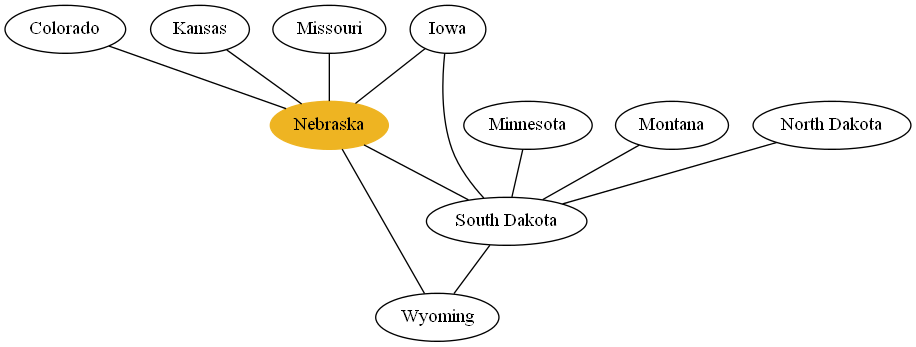 Colorado
Kansas
Missouri
Iowa
Nebraska
Minnesota
Montana
North Dakota
South Dakota
Wyoming